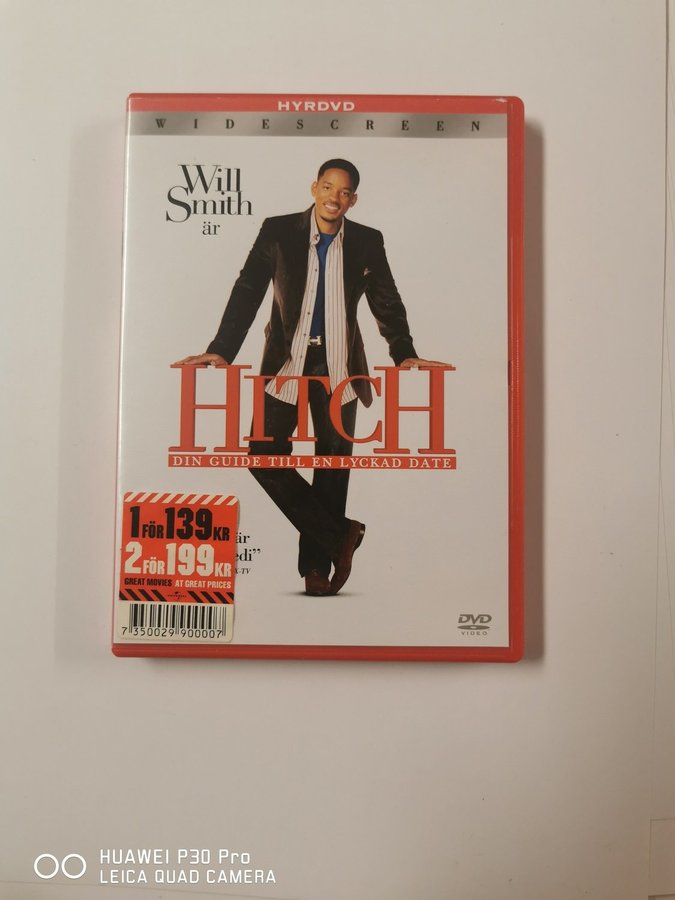 HYRDVD
WIDESCREEN
Will
Smith
är
HITCH
DIN GUIDE TILL EN LYCKAD DATE
är
1 FÖR 139 KR
2 FÖR 199 KR
GREAT MOVIES AT GREAT PRICES
7 350029 900007
DVD
VIDEO
HUAWEI P30 Pro
LEICA QUAD CAMERA